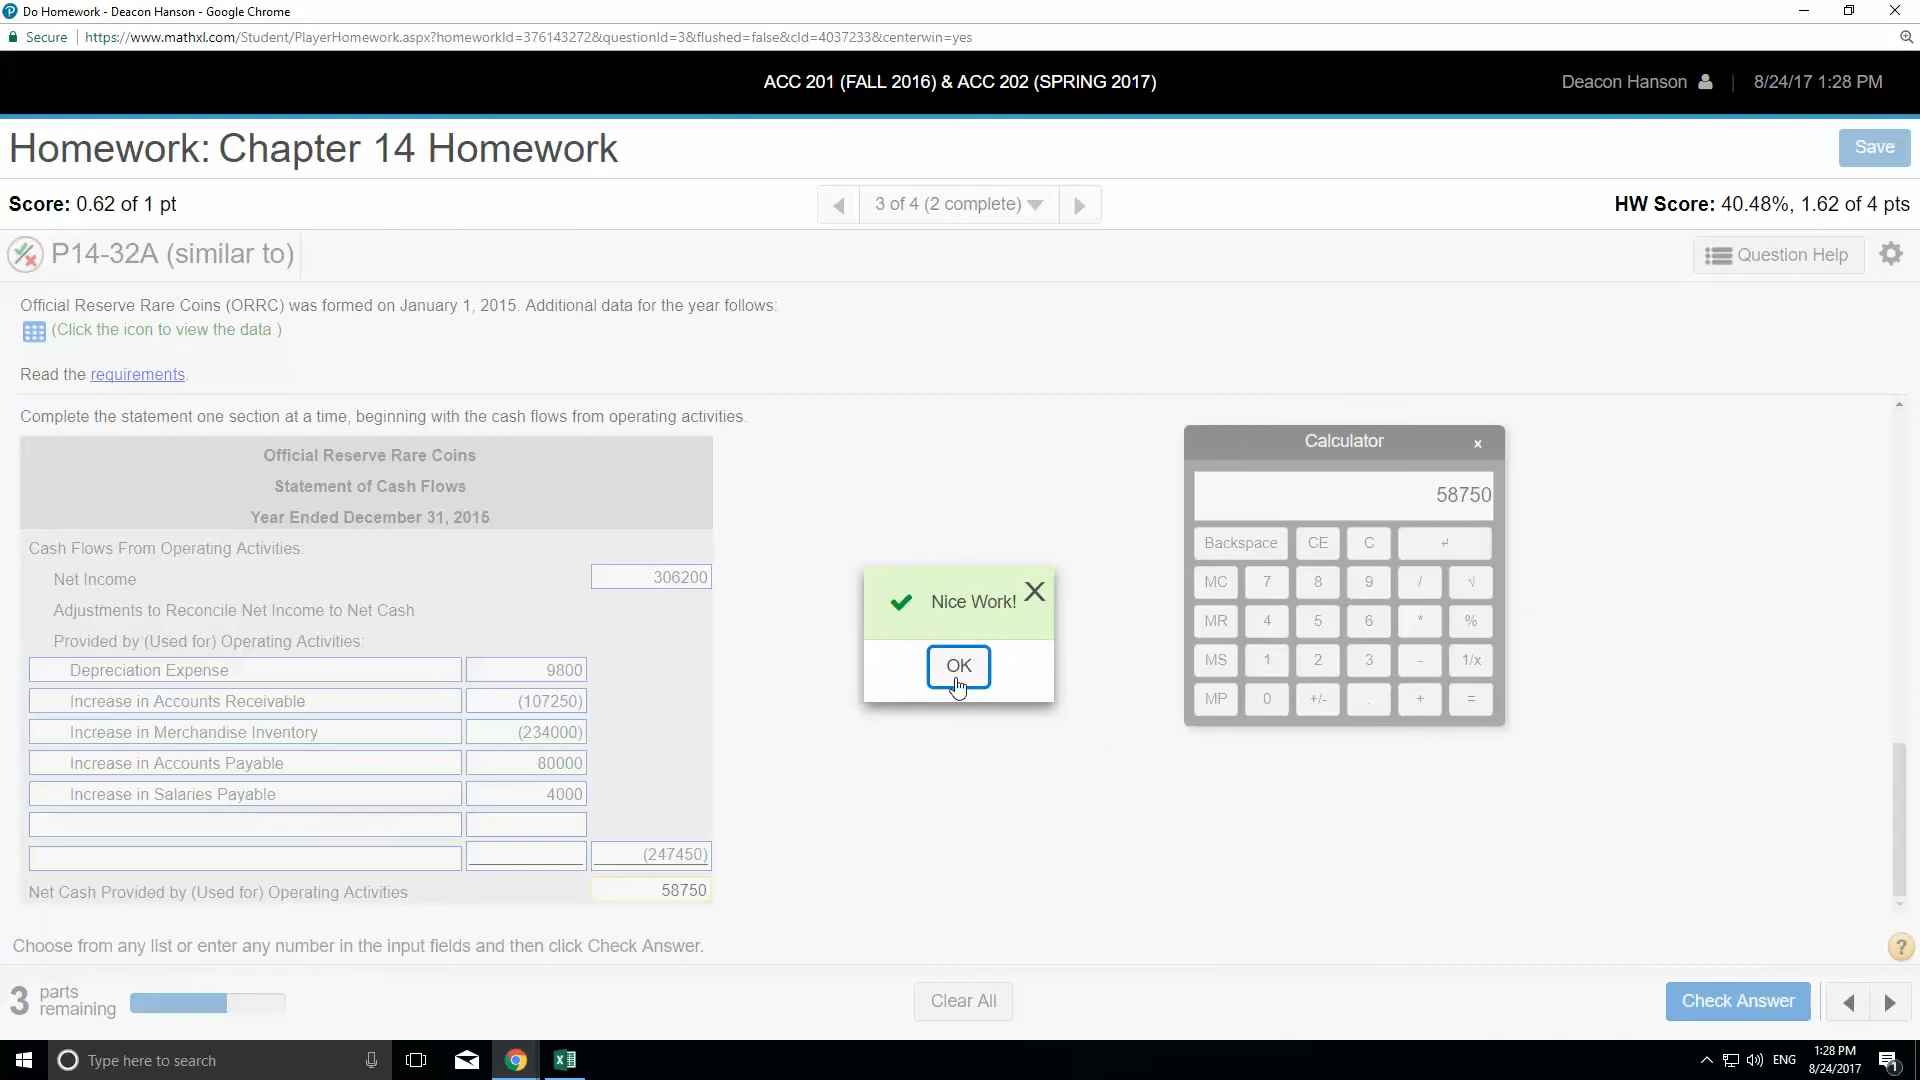 Do Homework - Deacon Hanson - Google Chrome
Secure https://www.mathxl.com/Student/PlayerHomework.aspx?homeworkId=376143272&questionId=3&flushed=false&cId=4037233&centerwin=yes
ACC 201 (FALL 2016) & ACC 202 (SPRING 2017)
Deacon Hanson 8/24/17 1:28 PM
Homework: Chapter 14 Homework
Save
Score: 0.62 of 1 pt
3 of 4 (2 complete)
HW Score: 40.48%, 1.62 of 4 pts
P14-32A (similar to)
Question Help
Official Reserve Rare Coins (ORRC) was formed on January 1, 2015. Additional data for the year follows:
(Click the icon to view the data.)
Read the requirements.
Complete the statement one section at a time, beginning with the cash flows from operating activities.
Official Reserve Rare Coins
Statement of Cash Flows
Year Ended December 31, 2015
Cash Flows From Operating Activities:
Net Income 306200
Adjustments to Reconcile Net Income to Net Cash
Provided by (Used for) Operating Activities:
Depreciation Expense 9800
Increase in Accounts Receivable (107250)
Increase in Merchandise Inventory (234000)
Increase in Accounts Payable 80000
Increase in Salaries Payable 4000
(247450)
Net Cash Provided by (Used for) Operating Activities 58750
Nice Work!
OK
Calculator x
58750
Backspace CE C ↵
MC 7 8 9 / √
MR 4 5 6 * %
MS 1 2 3 - 1/x
MP 0 +/- . + =
Choose from any list or enter any number in the input fields and then click Check Answer.
?
3 parts
remaining
Clear All
Check Answer
Type here to search
ENG
1:28 PM
8/24/2017
1